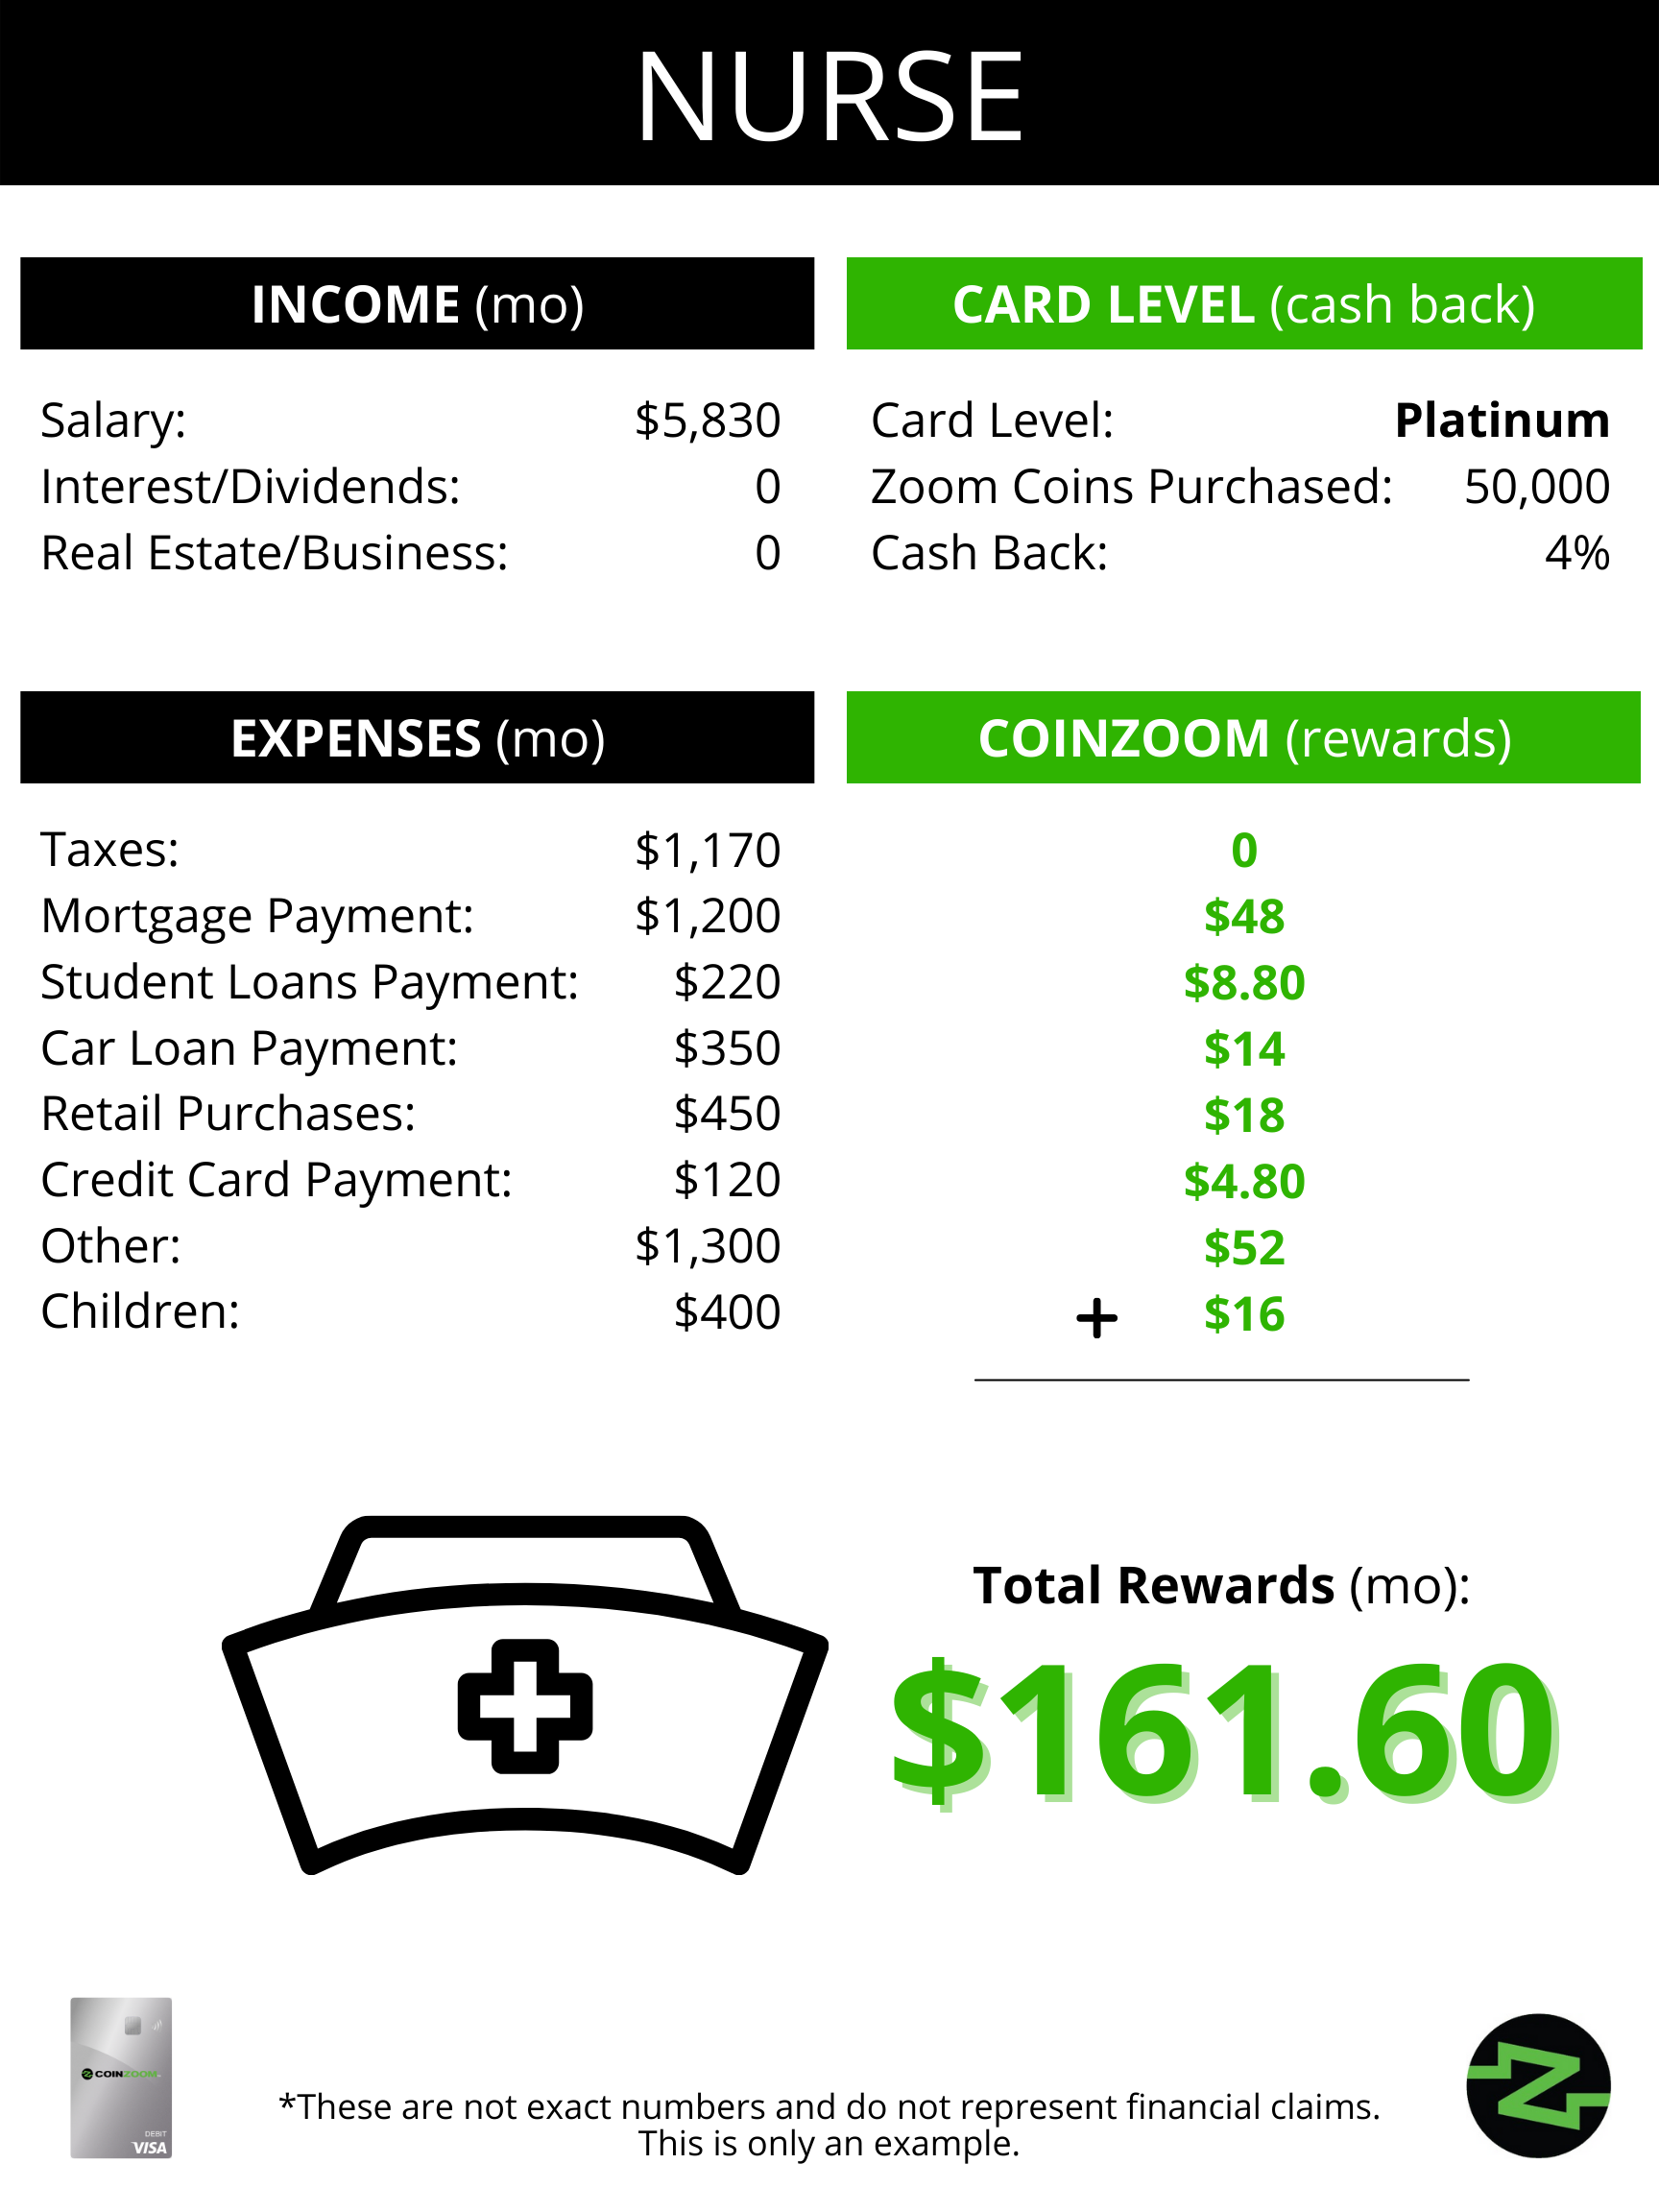 NURSE
INCOME (mo)
Salary: $5,830
Interest/Dividends: 0
Real Estate/Business: 0
CARD LEVEL (cash back)
Card Level: Platinum
Zoom Coins Purchased: 50,000
Cash Back: 4%
EXPENSES (mo)
Taxes: $1,170
Mortgage Payment: $1,200
Student Loans Payment: $220
Car Loan Payment: $350
Retail Purchases: $450
Credit Card Payment: $120
Other: $1,300
Children: $400
COINZOOM (rewards)
0
$48
$8.80
$14
$18
$4.80
$52
+ $16
Total Rewards (mo):
$161.60
COINZOOM
DEBIT
VISA
*These are not exact numbers and do not represent financial claims.
This is only an example.